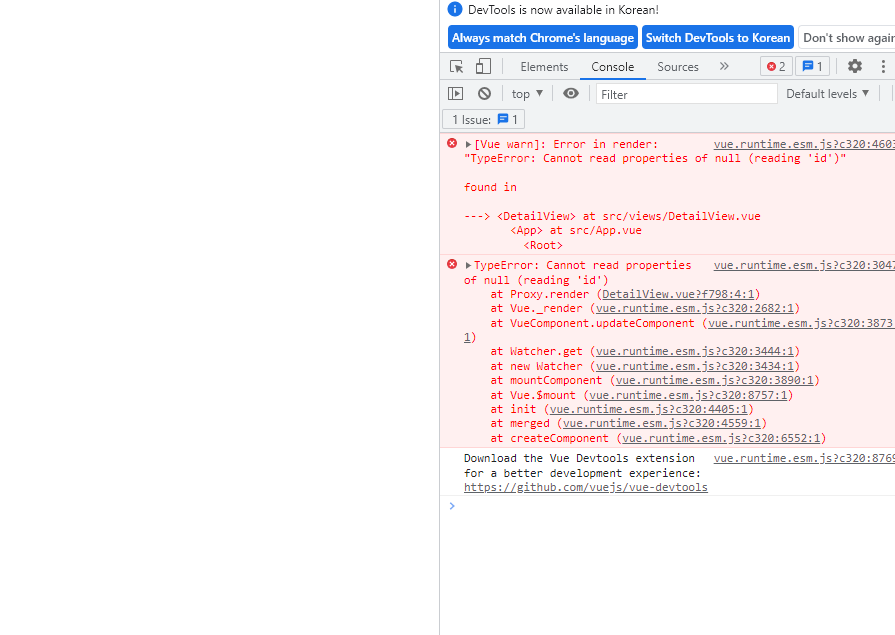 DevTools is now available in Korean!
Always match Chrome's language Switch DevTools to Korean Don't show again
Elements Console Sources » 2 1
top ▼ Filter Default levels ▼
1 Issue: 1
[Vue warn]: Error in render: vue.runtime.esm.js?c320:4603
"TypeError: Cannot read properties of null (reading 'id')"
found in
---> <DetailView> at src/views/DetailView.vue
<App> at src/App.vue
<Root>
TypeError: Cannot read properties vue.runtime.esm.js?c320:3047
of null (reading 'id')
at Proxy.render (DetailView.vue?f798:4:1)
at Vue._render (vue.runtime.esm.js?c320:2682:1)
at VueComponent.updateComponent (vue.runtime.esm.js?c320:3873
1)
at Watcher.get (vue.runtime.esm.js?c320:3444:1)
at new Watcher (vue.runtime.esm.js?c320:3434:1)
at mountComponent (vue.runtime.esm.js?c320:3890:1)
at Vue.$mount (vue.runtime.esm.js?c320:8757:1)
at init (vue.runtime.esm.js?c320:4405:1)
at merged (vue.runtime.esm.js?c320:4559:1)
at createComponent (vue.runtime.esm.js?c320:6552:1)
Download the Vue Devtools extension vue.runtime.esm.js?c320:8769
for a better development experience:
https://github.com/vuejs/vue-devtools